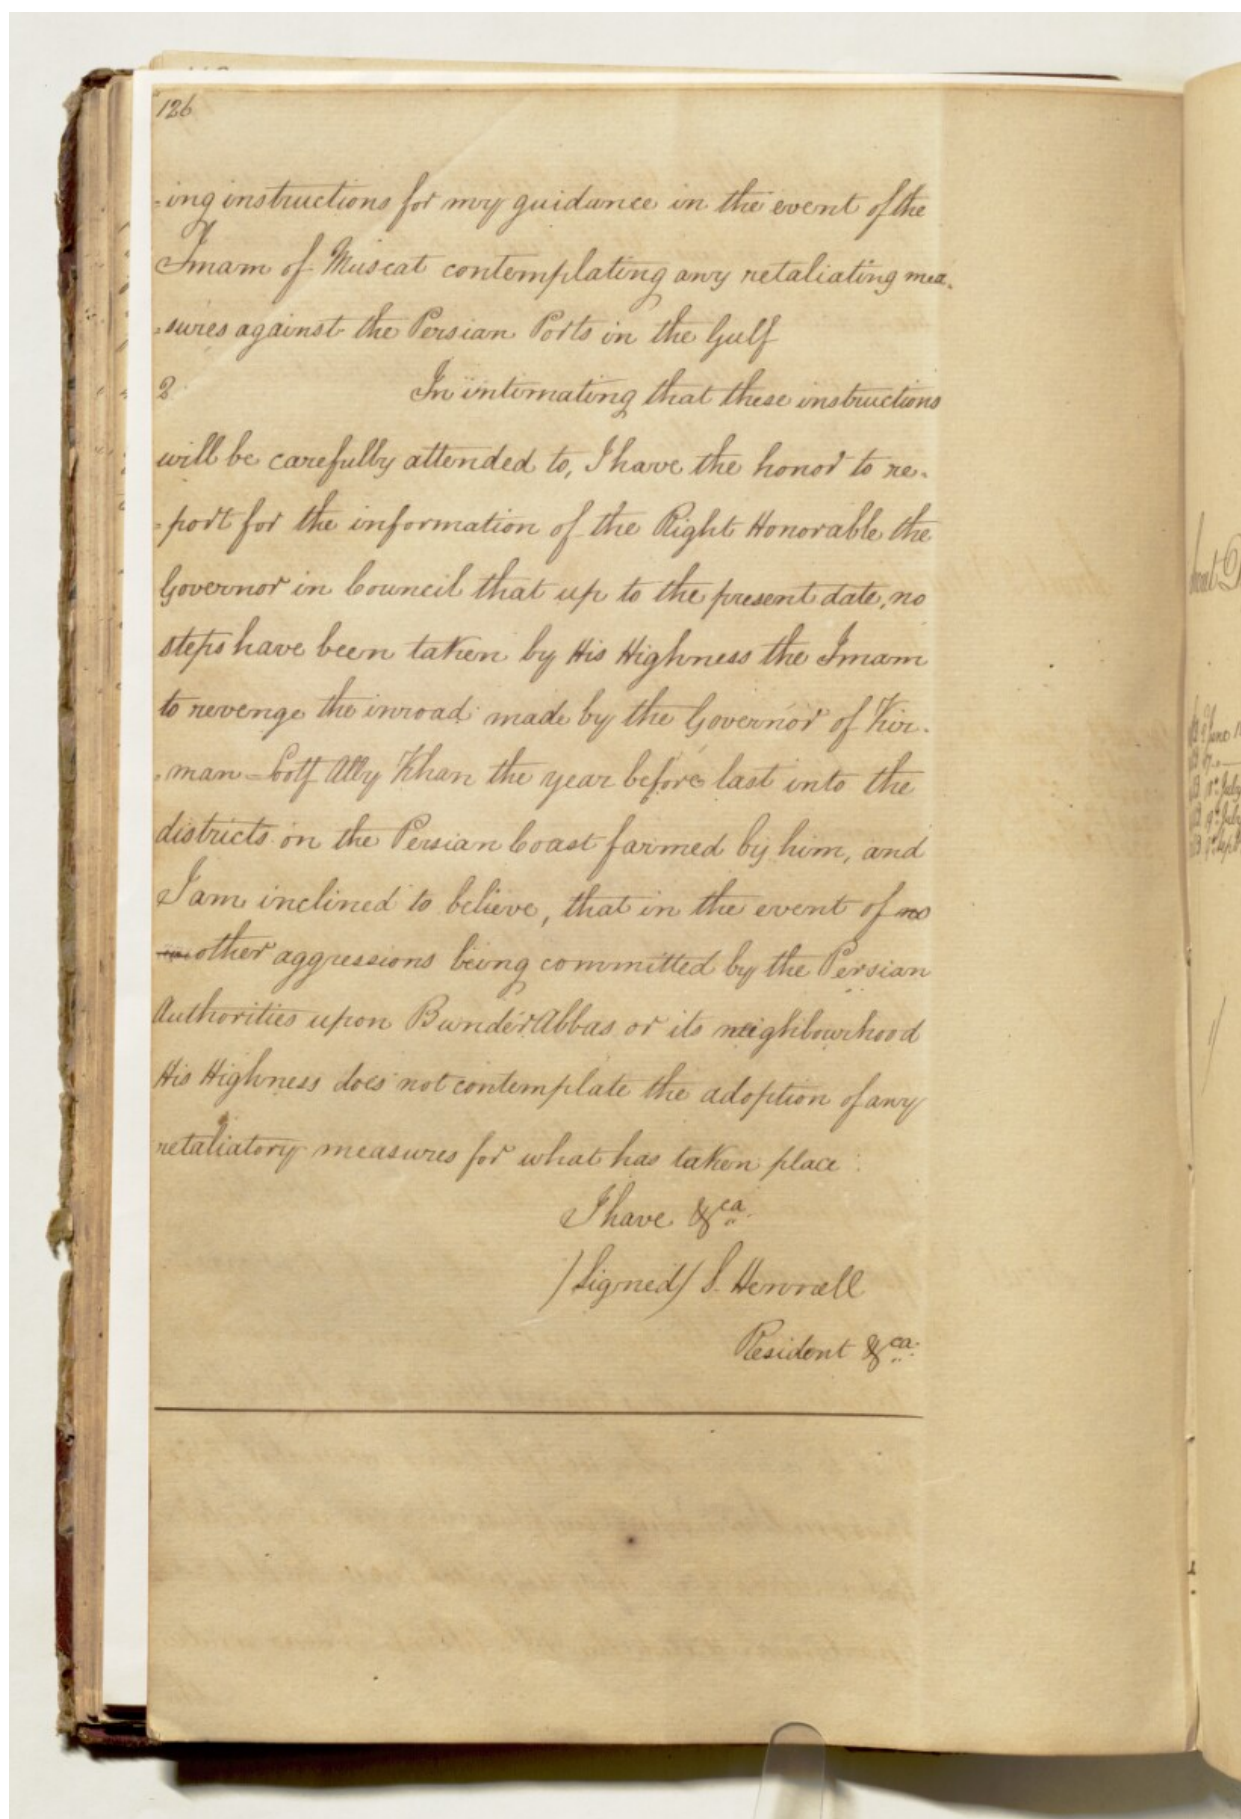 126
-ing instructions for my guidance in the event of the
Imam of Muscat contemplating any retaliating mea-
-sures against the Persian Ports in the Gulf
2 In intimating that these instructions
will be carefully attended to, I have the honor to re-
-port for the information of the Right Honorable the
Governor in Council that up to the present date, no
steps have been taken by His Highness the Imam
to revenge the inroad made by the Governor of Kir-
-man = Lotf Ally Khan the year before last into the
districts on the Persian Coast farmed by him, and
I am inclined to believe, that in the event of no
other aggressions being committed by the Persian
Authorities upon Bunder Abbas or its neighbourhood
His Highness does not contemplate the adoption of any
retaliatory measures for what has taken place.
I have &ca.
/Signed/ S. Hennell
Resident &ca.